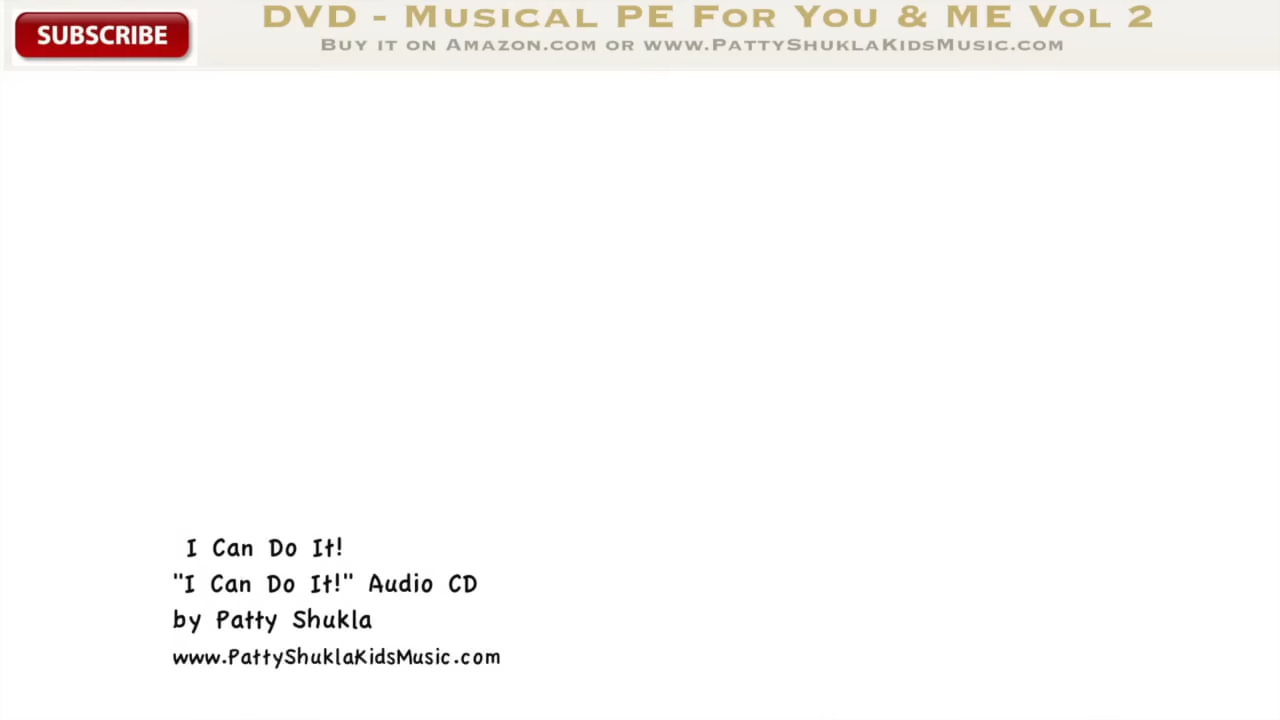 SUBSCRIBE
DVD - Musical PE For You & ME Vol 2
Buy it on Amazon.com or www.PattyShuklaKidsMusic.com
I Can Do It!
"I Can Do It!" Audio CD
by Patty Shukla
www.PattyShuklaKidsMusic.com